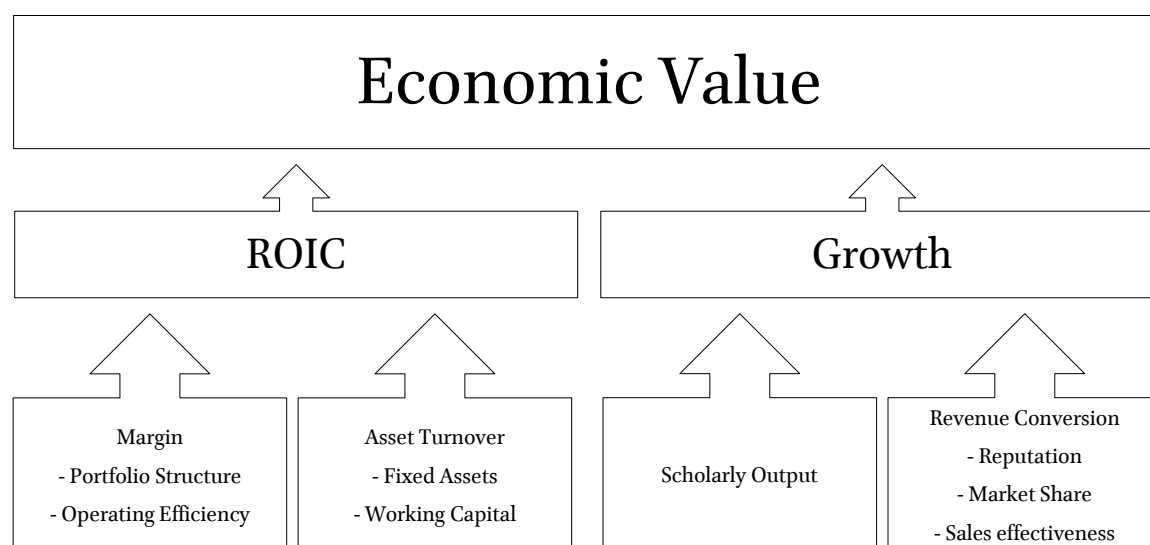 Economic Value
ROIC
Growth
Margin
- Portfolio Structure
- Operating Efficiency
Asset Turnover
- Fixed Assets
- Working Capital
Scholarly Output
Revenue Conversion
- Reputation
- Market Share
- Sales effectiveness